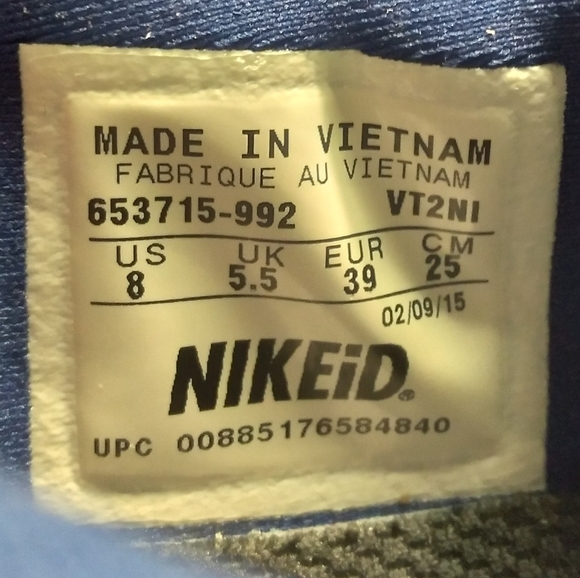 MADE IN VIETNAM
FABRIQUE AU VIETNAM
653715-992 VT2NI
US UK EUR CM
8 5.5 39 25
02/09/15
NIKEiD®
UPC 00885176584840